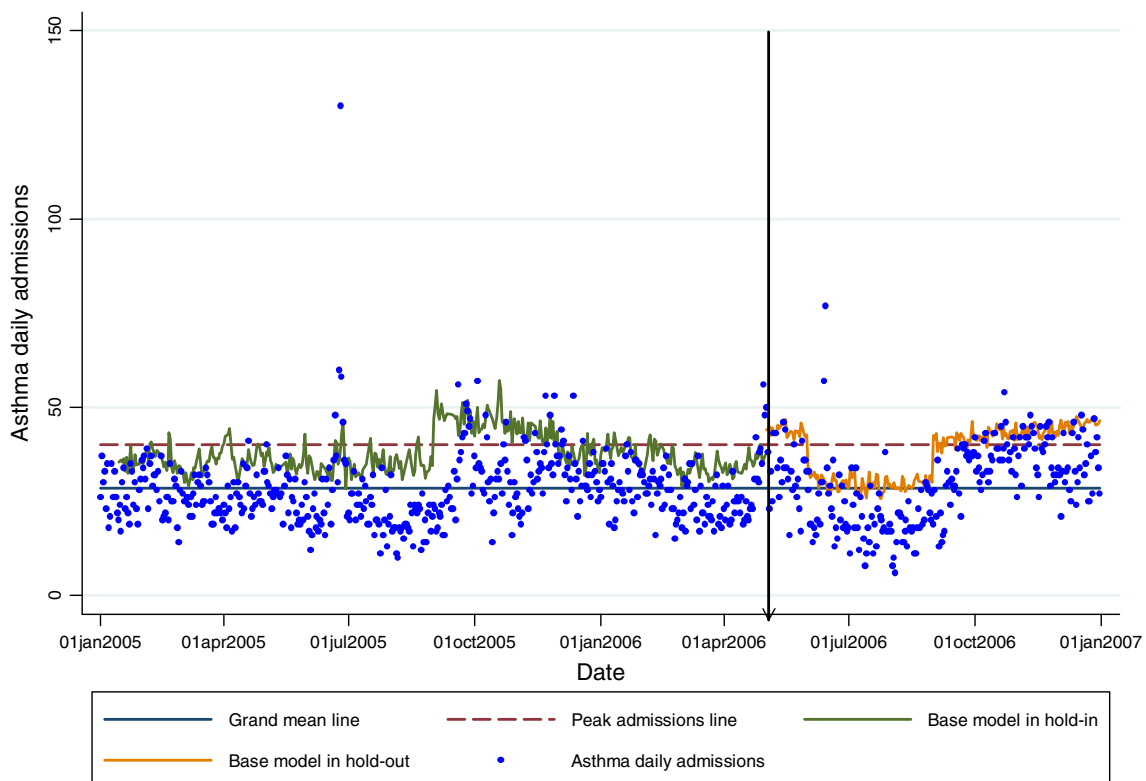 150
100
50
0
Asthma daily admissions
01jan2005 01apr2005 01jul2005 01oct2005 01jan2006 01apr2006 01jul2006 01oct2006 01jan2007
Date
Grand mean line Peak admissions line Base model in hold-in
Base model in hold-out Asthma daily admissions